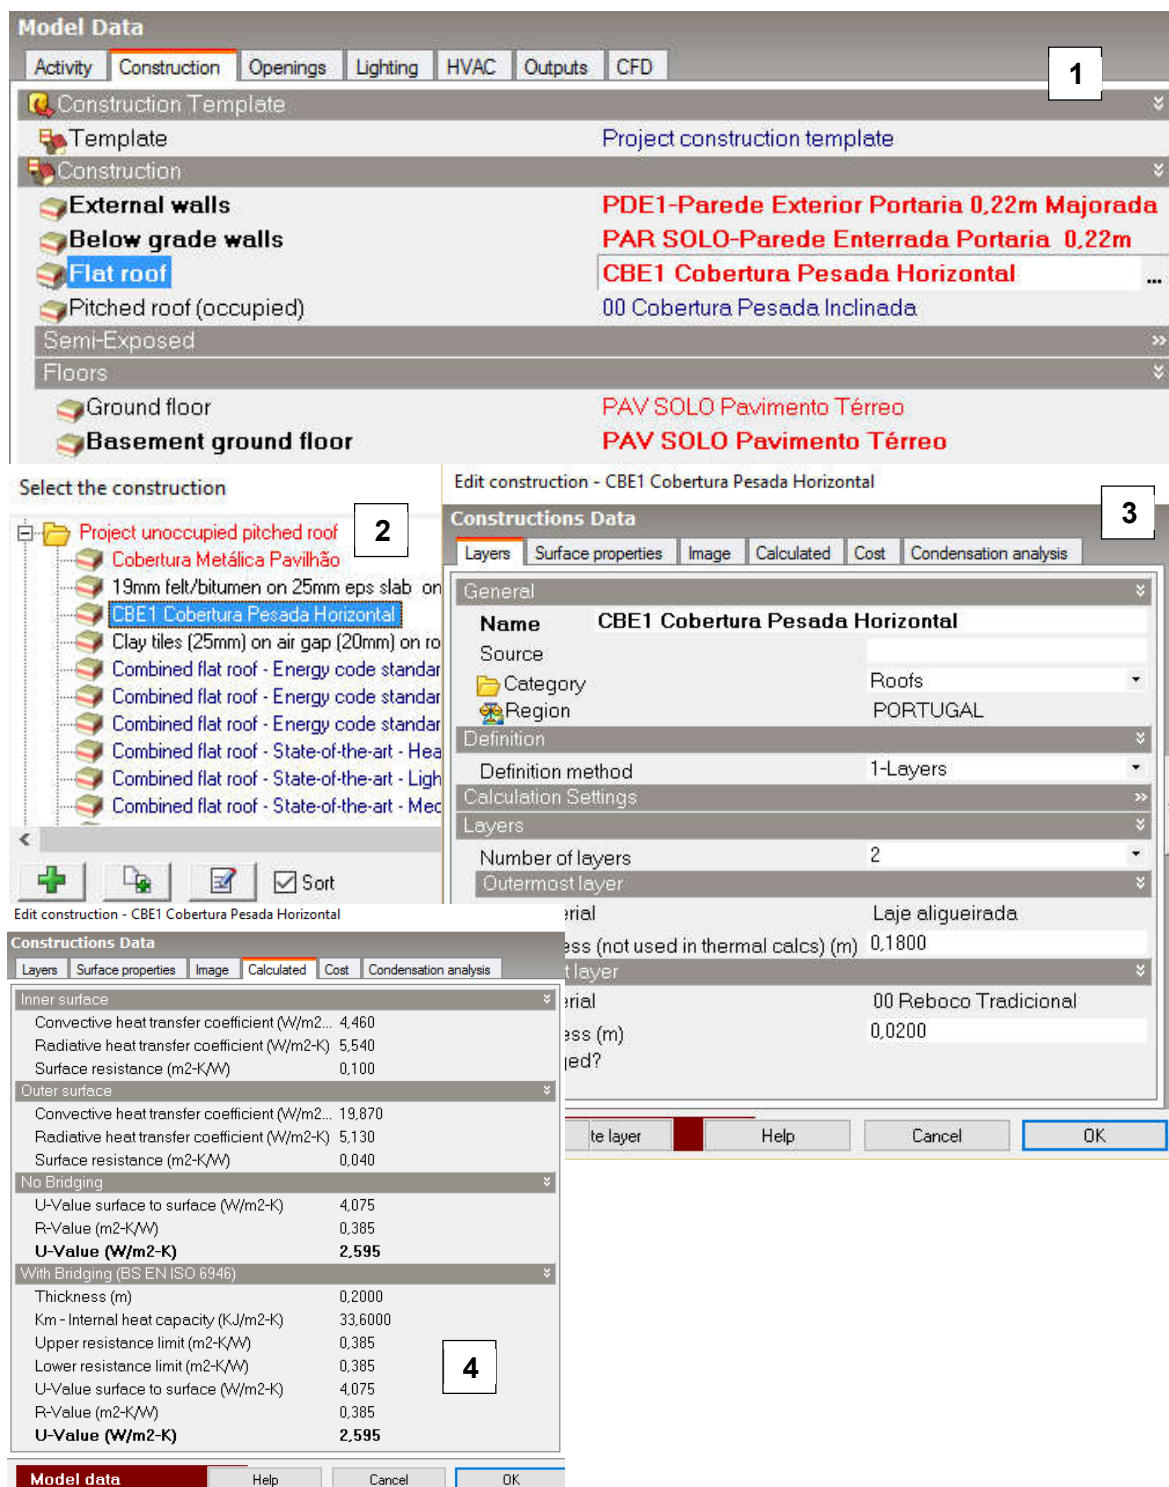 Model Data
Activity Construction Openings Lighting HVAC Outputs CFD
1
Construction Template
Template Project construction template
Construction
External walls PDE1-Parede Exterior Portaria 0,22m Majorada
Below grade walls PAR SOLO-Parede Enterrada Portaria 0,22m
Flat roof CBE1 Cobertura Pesada Horizontal ...
Pitched roof (occupied) 00 Cobertura Pesada Inclinada
Semi-Exposed
Floors
Ground floor PAV SOLO Pavimento Térreo
Basement ground floor PAV SOLO Pavimento Térreo
Select the construction
2
Project unoccupied pitched roof
Cobertura Metálica Pavilhão
19mm felt/bitumen on 25mm eps slab on
CBE1 Cobertura Pesada Horizontal
Clay tiles (25mm) on air gap (20mm) on ro
Combined flat roof - Energy code standar
Combined flat roof - Energy code standar
Combined flat roof - Energy code standar
Combined flat roof - State-of-the-art - Hea
Combined flat roof - State-of-the-art - Ligh
Combined flat roof - State-of-the-art - Med
Sort
Edit construction - CBE1 Cobertura Pesada Horizontal
3
Constructions Data
Layers Surface properties Image Calculated Cost Condensation analysis
General
Name CBE1 Cobertura Pesada Horizontal
Source
Category Roofs
Region PORTUGAL
Definition
Definition method 1-Layers
Calculation Settings
Layers
Number of layers 2
Outermost layer
erial Laje aligueirada
ess (not used in thermal calcs) (m) 0,1800
t layer
erial 00 Reboco Tradicional
ess (m) 0,0200
ged?
te layer Help Cancel OK
Edit construction - CBE1 Cobertura Pesada Horizontal
Constructions Data
Layers Surface properties Image Calculated Cost Condensation analysis
Inner surface
Convective heat transfer coefficient (W/m2... 4,460
Radiative heat transfer coefficient (W/m2-K) 5,540
Surface resistance (m2-K/W) 0,100
Outer surface
Convective heat transfer coefficient (W/m2... 19,870
Radiative heat transfer coefficient (W/m2-K) 5,130
Surface resistance (m2-K/W) 0,040
No Bridging
U-Value surface to surface (W/m2-K) 4,075
R-Value (m2-K/W) 0,385
U-Value (W/m2-K) 2,595
With Bridging (BS EN ISO 6946)
Thickness (m) 0,2000
Km - Internal heat capacity (KJ/m2-K) 33,6000
Upper resistance limit (m2-K/W) 0,385
Lower resistance limit (m2-K/W) 0,385
U-Value surface to surface (W/m2-K) 4,075
R-Value (m2-K/W) 0,385
U-Value (W/m2-K) 2,595
4
Model data Help Cancel OK